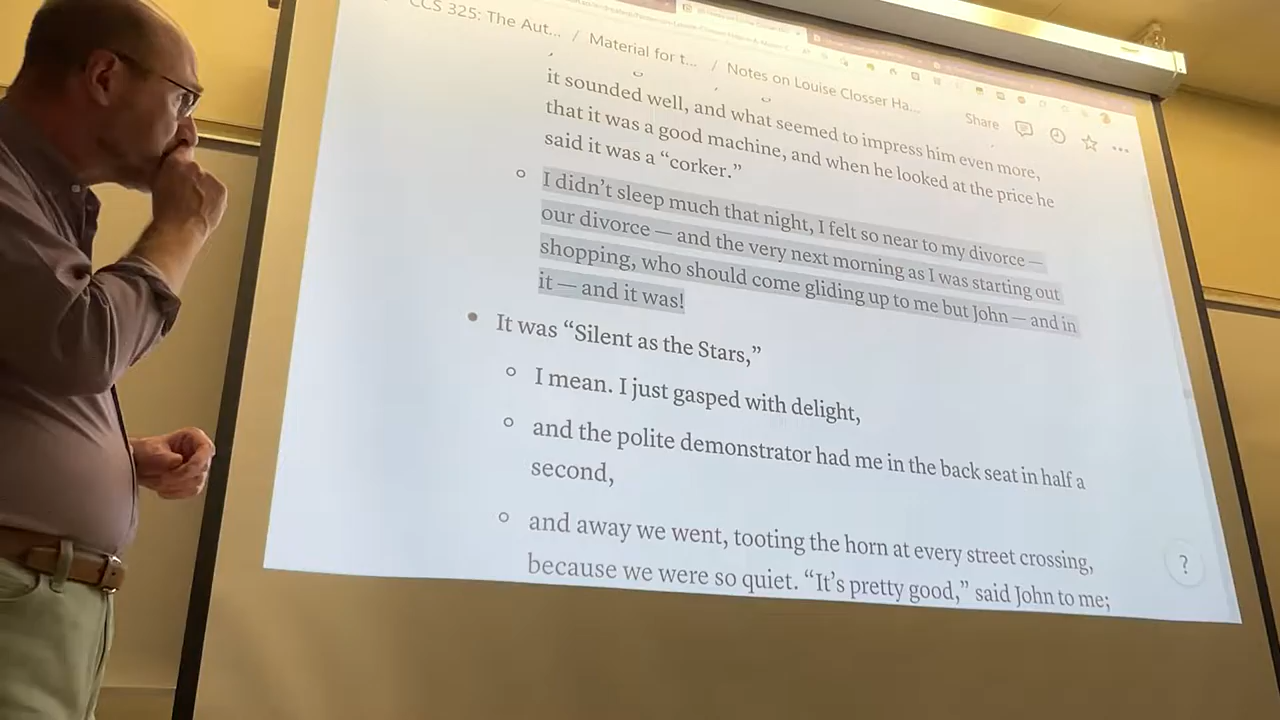 CCS 325: The Aut... / Material for t... / Notes on Louise Closser Ha...
Share
it sounded well, and what seemed to impress him even more,
that it was a good machine, and when he looked at the price he
said it was a “corker.”
I didn’t sleep much that night, I felt so near to my divorce —
our divorce — and the very next morning as I was starting out
shopping, who should come gliding up to me but John — and in
it — and it was!
It was “Silent as the Stars,”
I mean. I just gasped with delight,
and the polite demonstrator had me in the back seat in half a
second,
and away we went, tooting the horn at every street crossing,
because we were so quiet. “It’s pretty good,” said John to me;
?